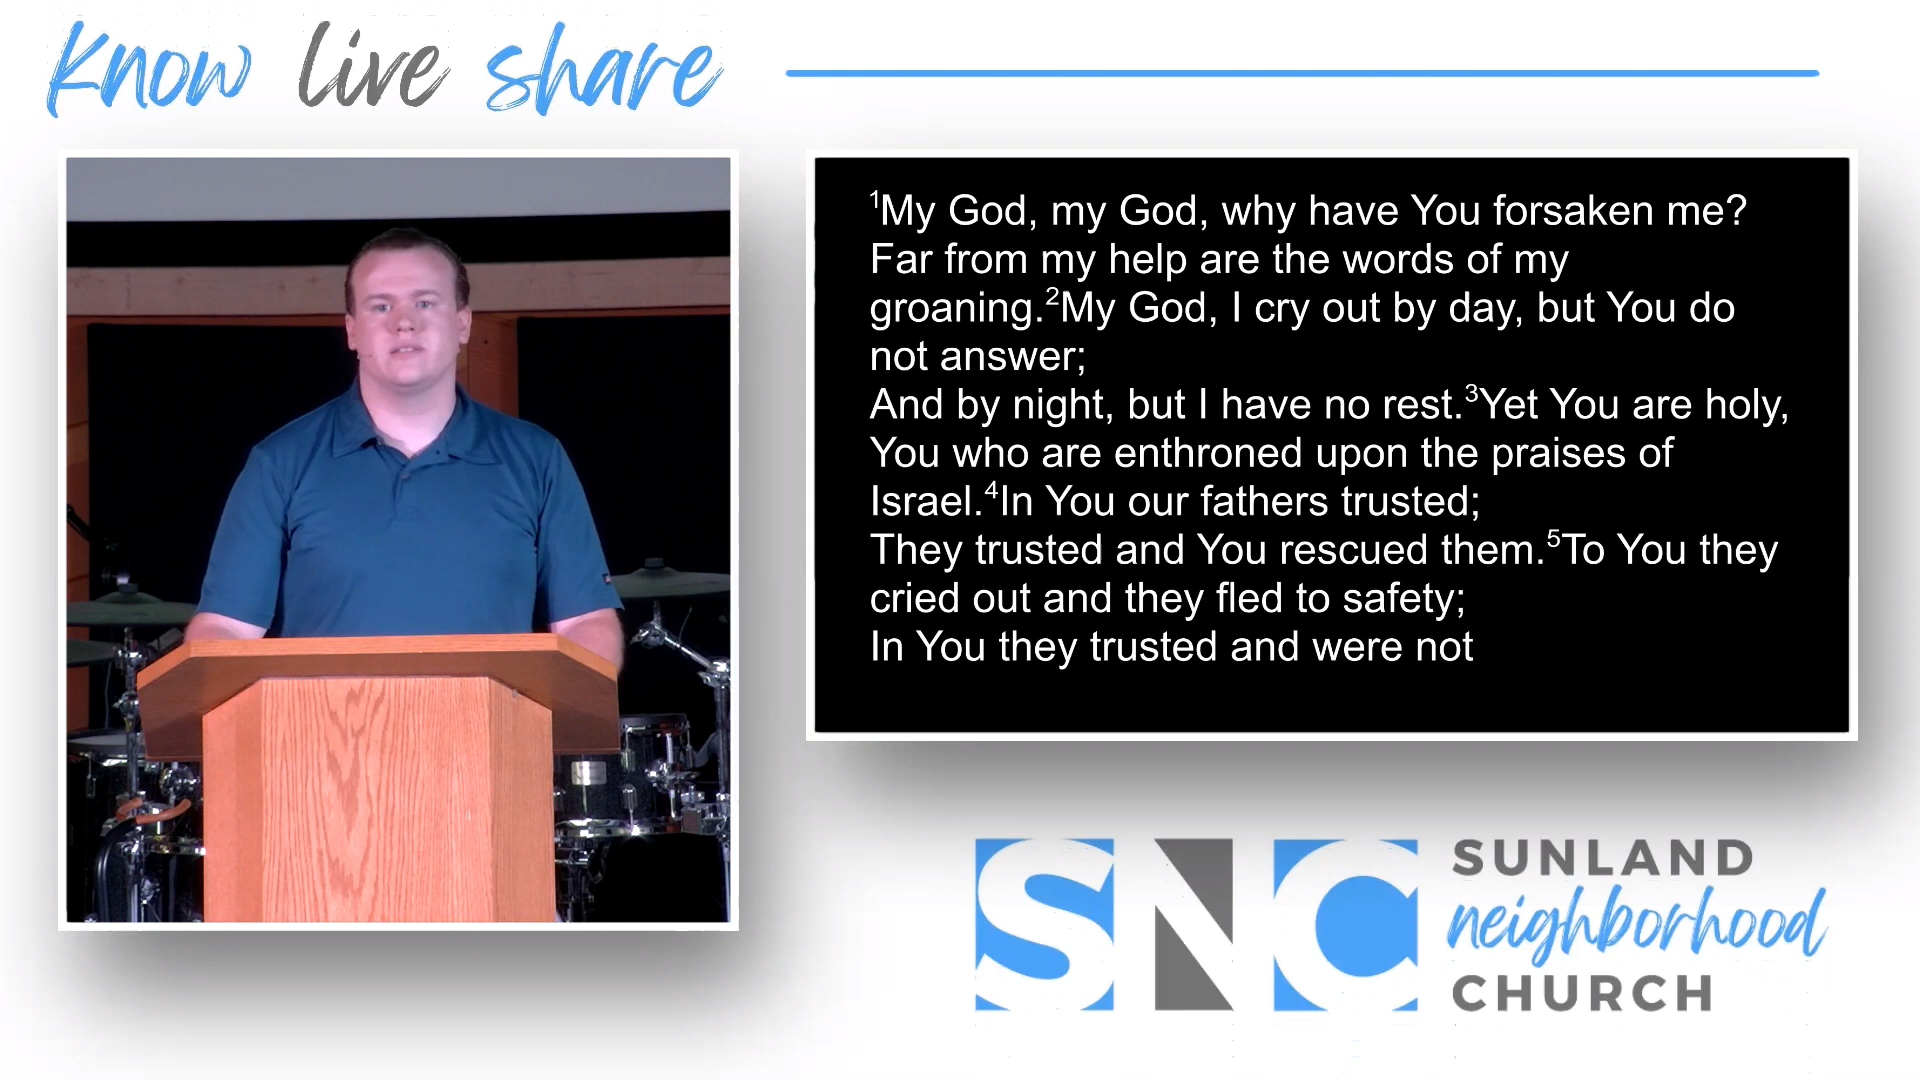 Know live share
¹My God, my God, why have You forsaken me?
Far from my help are the words of my
groaning.²My God, I cry out by day, but You do
not answer;
And by night, but I have no rest.³Yet You are holy,
You who are enthroned upon the praises of
Israel.⁴In You our fathers trusted;
They trusted and You rescued them.⁵To You they
cried out and they fled to safety;
In You they trusted and were not
SNC
SUNLAND
neighborhood
CHURCH